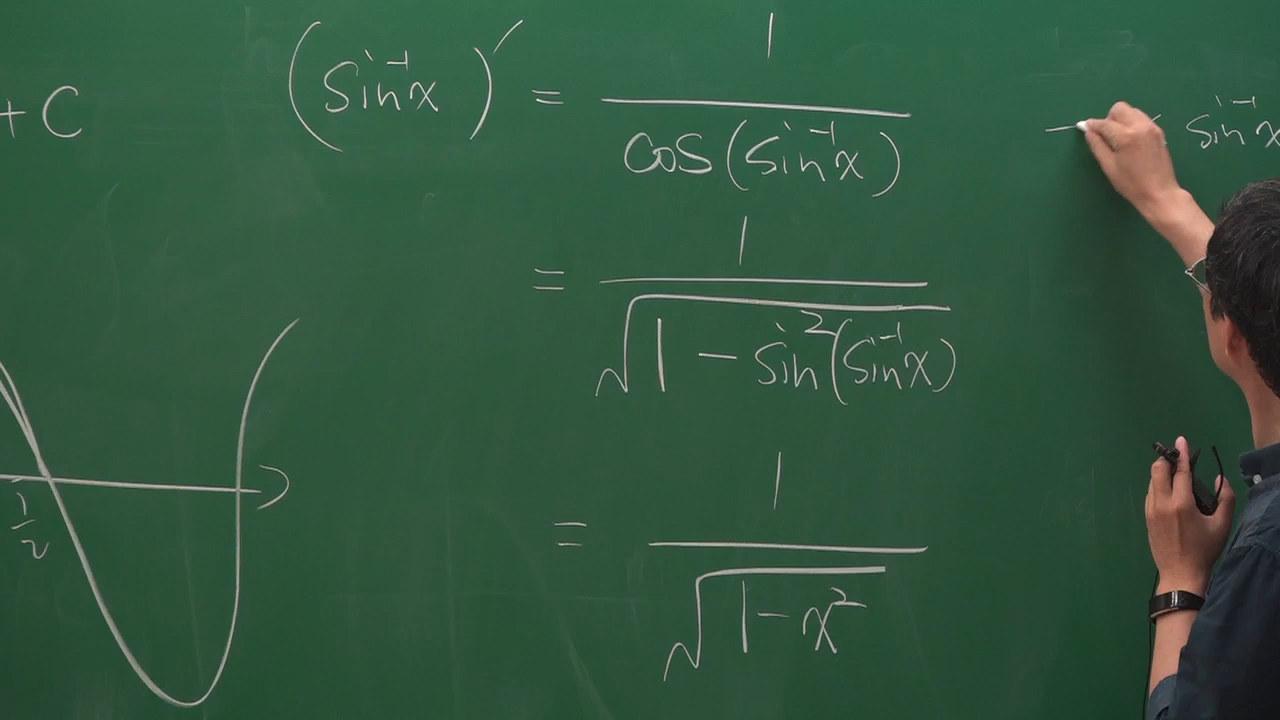 + C
(sin⁻¹x)′ = 1 / cos(sin⁻¹x)
= 1 / √(1 − sin²(sin⁻¹x))
= 1 / √(1 − x²)
sin⁻¹x
1/2